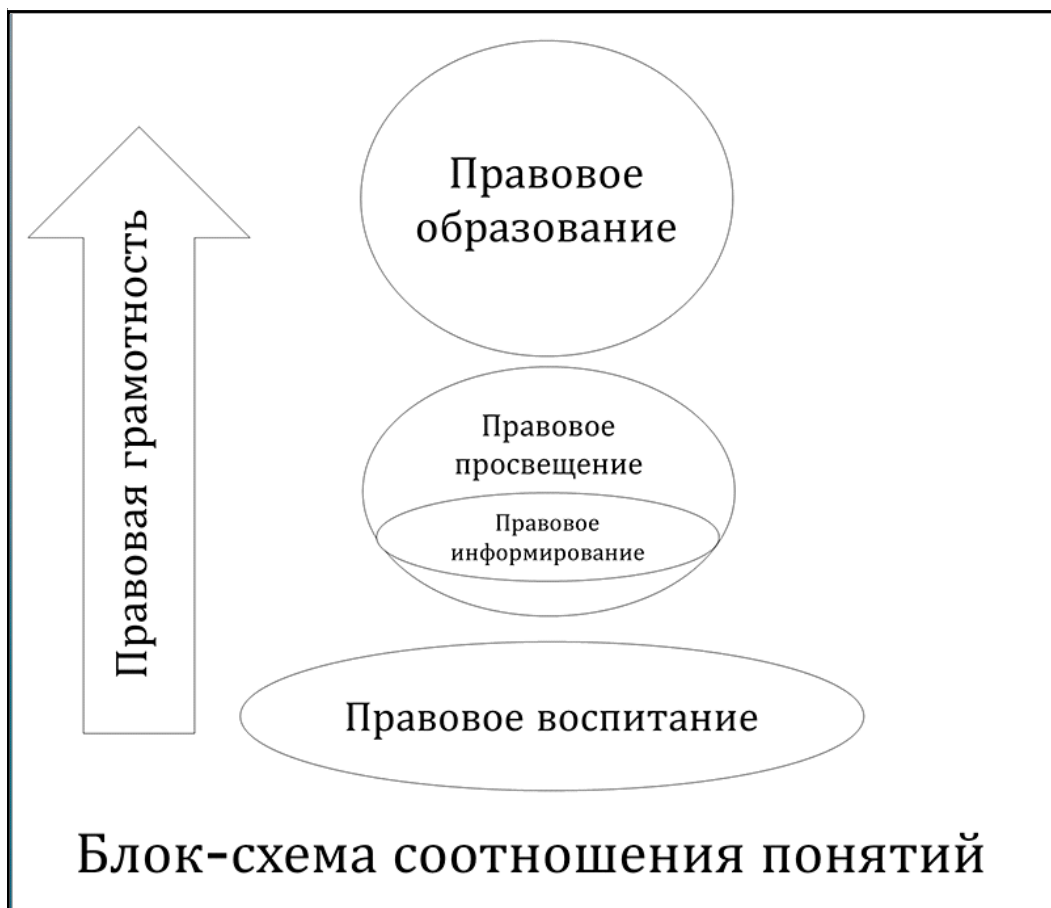 Правовая грамотность
Правовое
образование
Правовое
просвещение
Правовое
информирование
Правовое воспитание
Блок-схема соотношения понятий